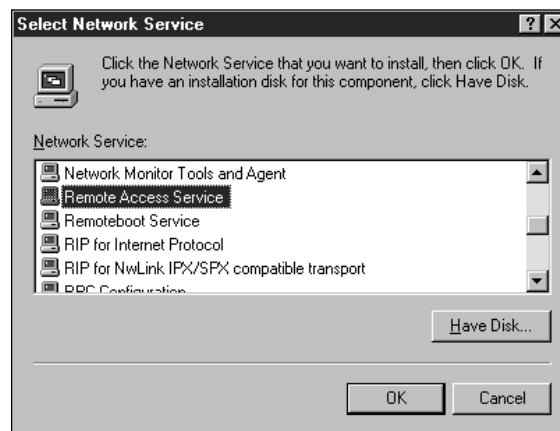 Select Network Service
Click the Network Service that you want to install, then click OK. If
you have an installation disk for this component, click Have Disk.
Network Service:
Network Monitor Tools and Agent
Remote Access Service
Remoteboot Service
RIP for Internet Protocol
RIP for NwLink IPX/SPX compatible transport
RPC Configuration
Have Disk...
OK
Cancel